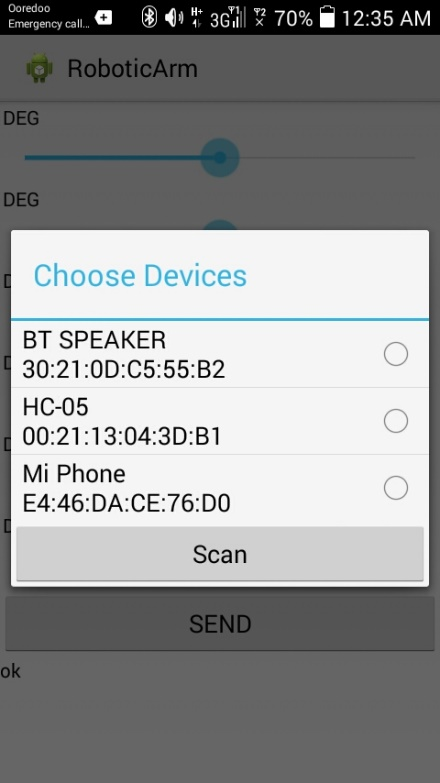 Ooredoo
Emergency call...
H+
3G
70%
12:35 AM
RoboticArm
DEG
DEG
Choose Devices
BT SPEAKER
30:21:0D:C5:55:B2
HC-05
00:21:13:04:3D:B1
Mi Phone
E4:46:DA:CE:76:D0
Scan
SEND
ok